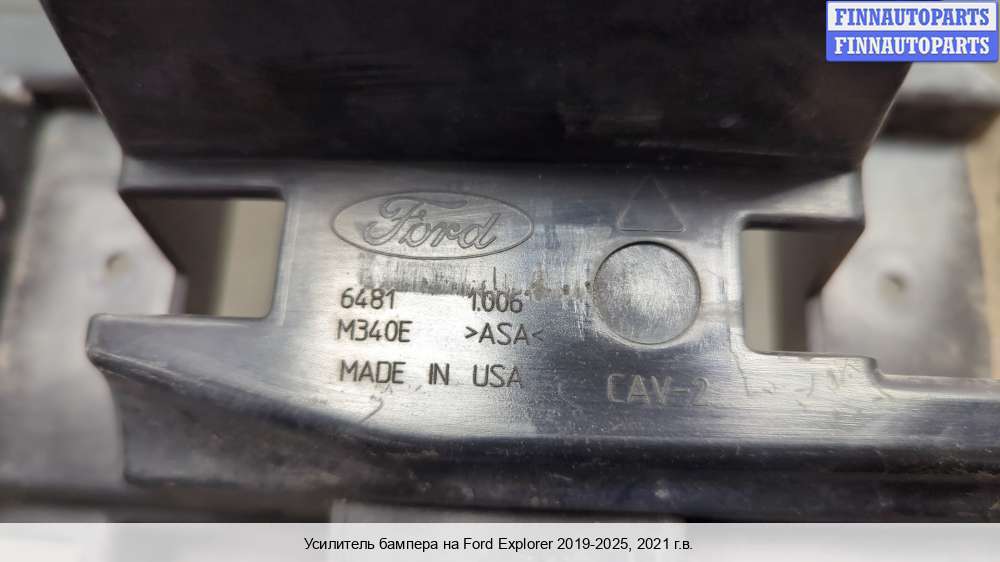 FINNAUTOPARTS
FINNAUTOPARTS
Ford
6481 1.006
M340E >ASA<
MADE IN USA
CAV-2
Усилитель бампера на Ford Explorer 2019-2025, 2021 г.в.